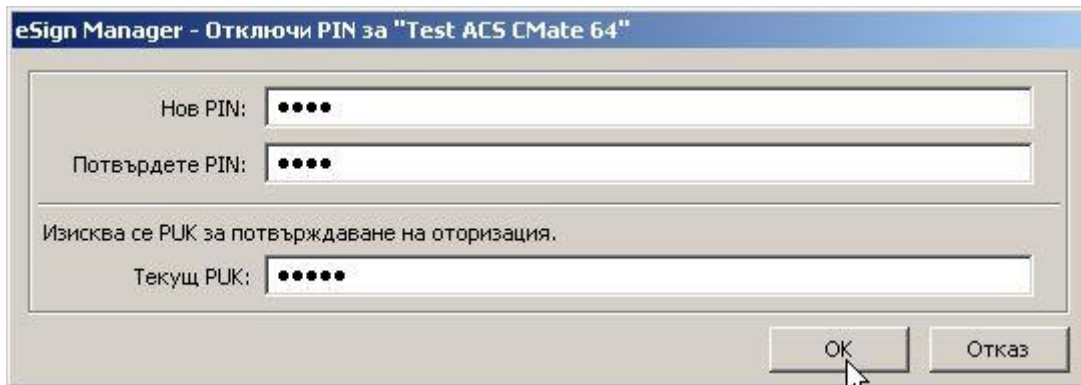 eSign Manager - Отключи PIN за "Test ACS CMate 64"
Нов PIN: ••••
Потвърдете PIN: ••••
Изисква се PUK за потвърждаване на оторизация.
Текущ PUK: •••••
OK Отказ